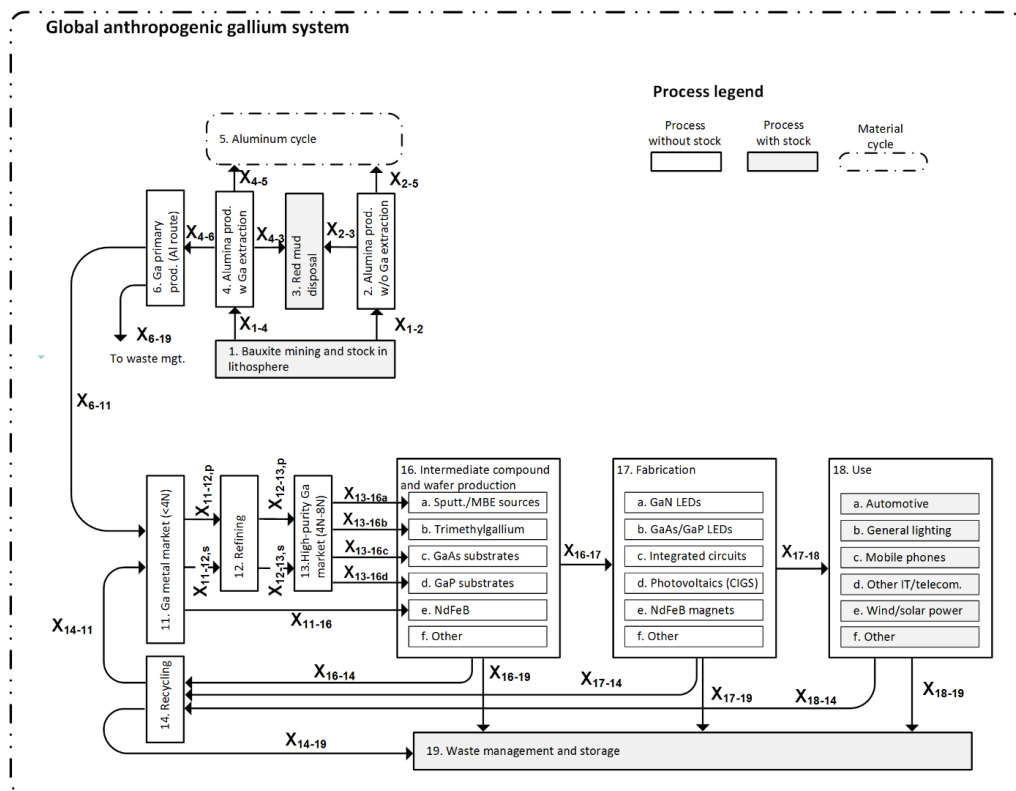 Global anthropogenic gallium system
Process legend
Process
without stock
Process
with stock
Material
cycle
5. Aluminum cycle
X4-5
X2-5
6. Ga primary
prod. (Al route)
X4-6
4. Alumina prod.
w Ga extraction
X4-3
3. Red mud
disposal
X2-3
2. Alumina prod.
w/o Ga extraction
X6-19
To waste mgt.
X1-4
X1-2
1. Bauxite mining and stock in
lithosphere
X6-11
11. Ga metal market (<4N)
X11-12,p
X11-12,s
12. Refining
X12-13,p
X12-13,s
13.High-purity Ga
market (4N-8N)
X13-16a
X13-16b
X13-16c
X13-16d
X11-16
16. Intermediate compound
and wafer production
a. Sputt./MBE sources
b. Trimethylgallium
c. GaAs substrates
d. GaP substrates
e. NdFeB
f. Other
X16-17
17. Fabrication
a. GaN LEDs
b. GaAs/GaP LEDs
c. Integrated circuits
d. Photovoltaics (CIGS)
e. NdFeB magnets
f. Other
X17-18
18. Use
a. Automotive
b. General lighting
c. Mobile phones
d. Other IT/telecom.
e. Wind/solar power
f. Other
X14-11
14. Recycling
X16-14
X16-19
X17-14
X17-19
X18-14
X18-19
X14-19
19. Waste management and storage